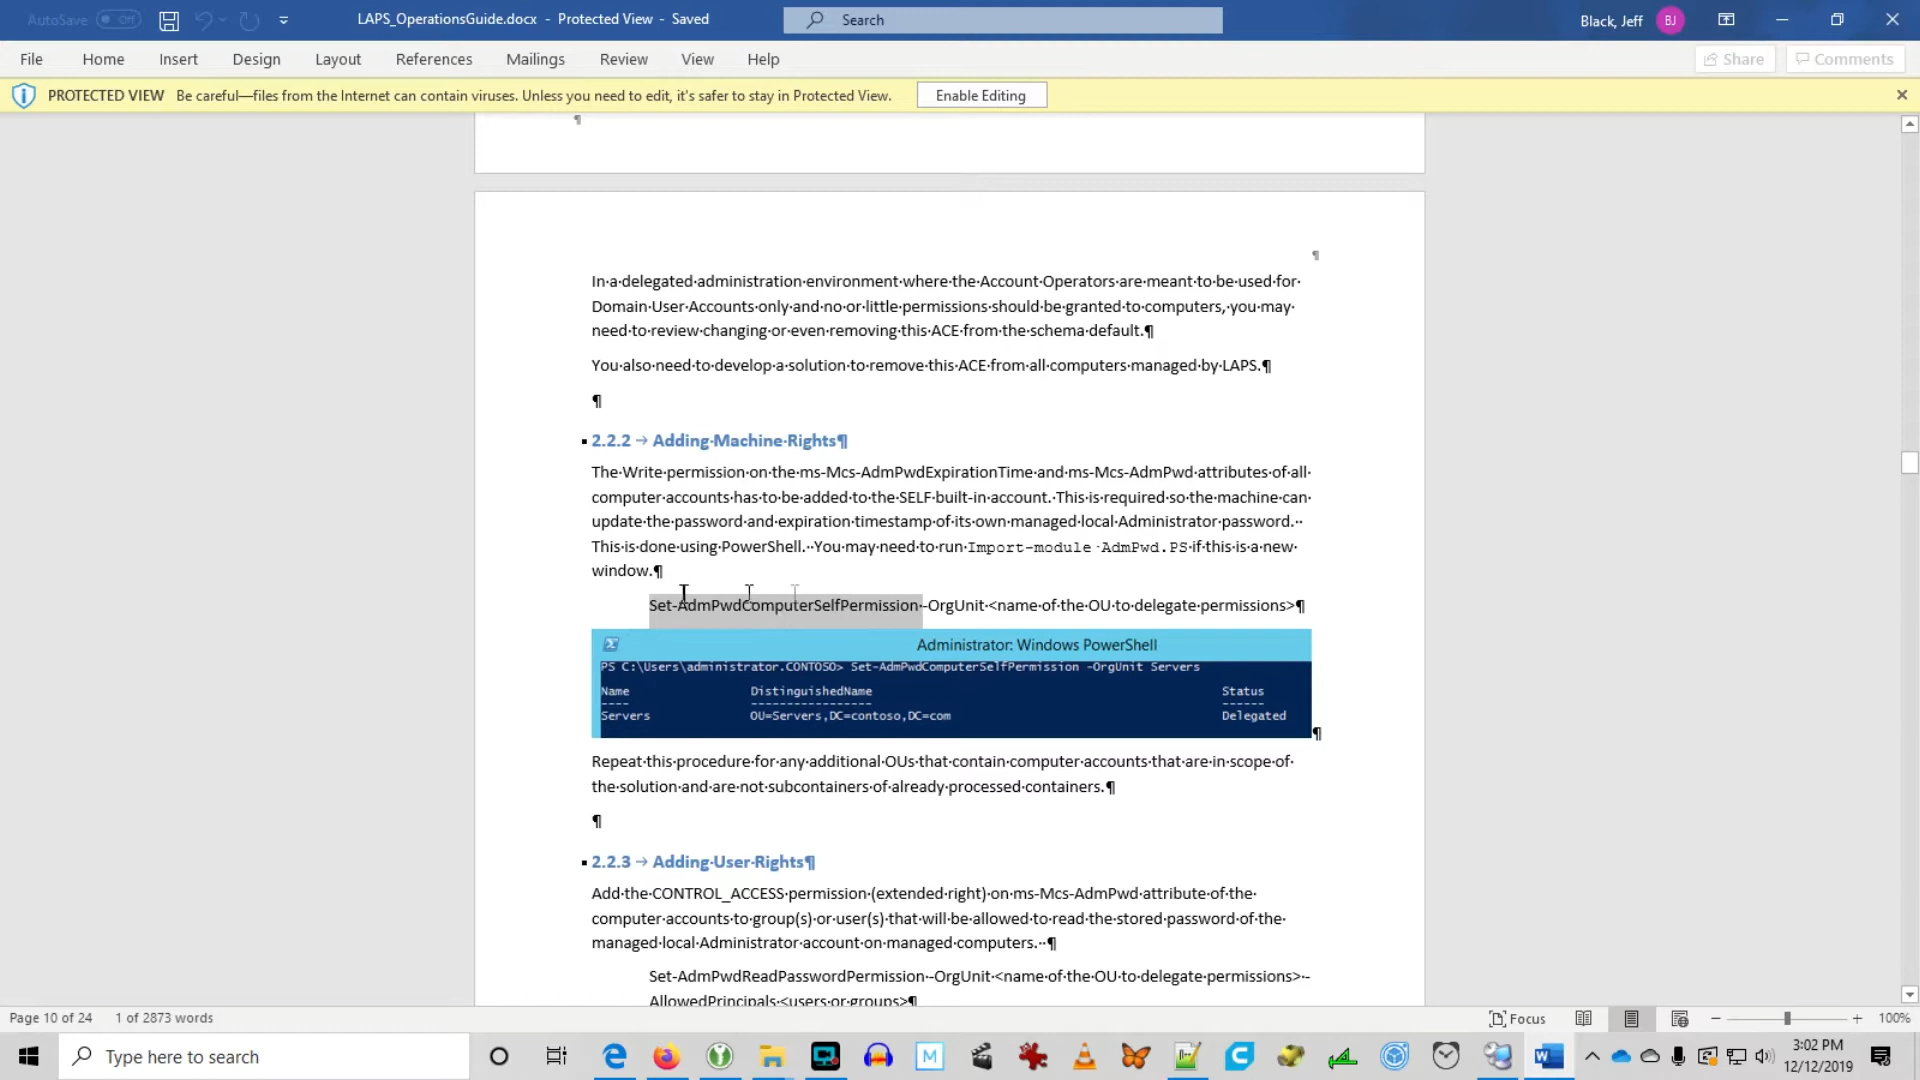 AutoSave Off LAPS_OperationsGuide.docx - Protected View - Saved Search Black, Jeff BJ
File Home Insert Design Layout References Mailings Review View Help Share Comments
PROTECTED VIEW Be careful—files from the Internet can contain viruses. Unless you need to edit, it's safer to stay in Protected View. Enable Editing
In a delegated administration environment where the Account Operators are meant to be used for
Domain User Accounts only and no or little permissions should be granted to computers, you may
need to review changing or even removing this ACE from the schema default.¶
You also need to develop a solution to remove this ACE from all computers managed by LAPS.¶
¶
2.2.2 → Adding Machine Rights¶
The Write permission on the ms-Mcs-AdmPwdExpirationTime and ms-Mcs-AdmPwd attributes of all
computer accounts has to be added to the SELF built-in account. This is required so the machine can
update the password and expiration timestamp of its own managed local Administrator password.
This is done using PowerShell. You may need to run Import-module AdmPwd.PS if this is a new
window.¶
Set-AdmPwdComputerSelfPermission -OrgUnit <name of the OU to delegate permissions>¶
Administrator: Windows PowerShell
PS C:\Users\administrator.CONTOSO> Set-AdmPwdComputerSelfPermission -OrgUnit Servers
Name DistinguishedName Status
---- ----------------- ------
Servers OU=Servers,DC=contoso,DC=com Delegated
¶
Repeat this procedure for any additional OUs that contain computer accounts that are in scope of
the solution and are not subcontainers of already processed containers.¶
¶
2.2.3 → Adding User Rights¶
Add the CONTROL_ACCESS permission (extended right) on ms-Mcs-AdmPwd attribute of the
computer accounts to group(s) or user(s) that will be allowed to read the stored password of the
managed local Administrator account on managed computers. ¶
Set-AdmPwdReadPasswordPermission -OrgUnit <name of the OU to delegate permissions> -
AllowedPrincipals <users or groups>¶
Page 10 of 24 1 of 2873 words Focus 100%
Type here to search M 3:02 PM
12/12/2019